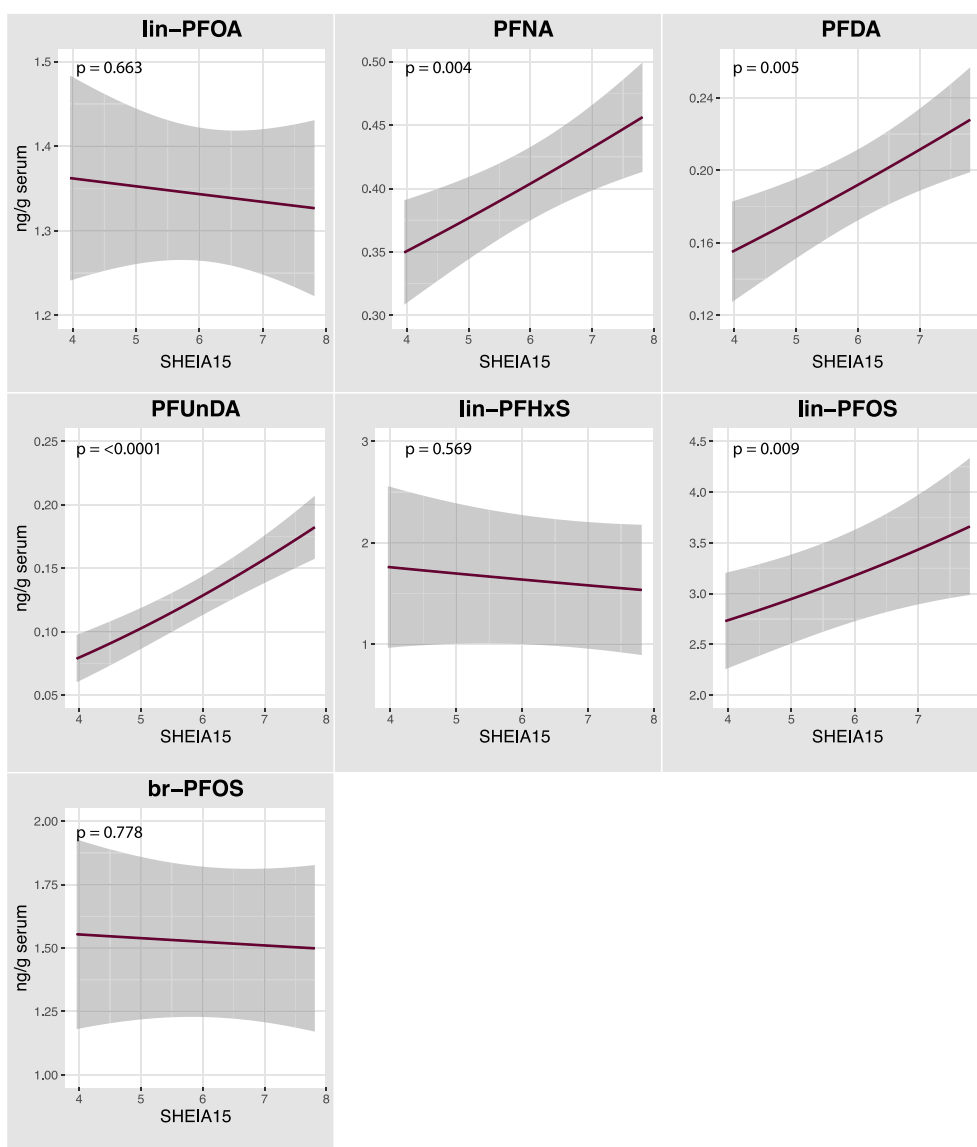 lin−PFOA
p = 0.663
1.5
1.4
1.3
1.2
ng/g serum
4 5 6 7 8
SHEIA15
PFNA
p = 0.004
0.50
0.45
0.40
0.35
0.30
4 5 6 7 8
SHEIA15
PFDA
p = 0.005
0.24
0.20
0.16
0.12
4 5 6 7
SHEIA15
PFUnDA
p = <0.0001
0.25
0.20
0.15
0.10
0.05
ng/g serum
4 5 6 7 8
SHEIA15
lin−PFHxS
p = 0.569
3
2
1
4 5 6 7 8
SHEIA15
lin−PFOS
p = 0.009
4.5
4.0
3.5
3.0
2.5
2.0
4 5 6 7
SHEIA15
br−PFOS
p = 0.778
2.00
1.75
1.50
1.25
1.00
ng/g serum
4 5 6 7 8
SHEIA15